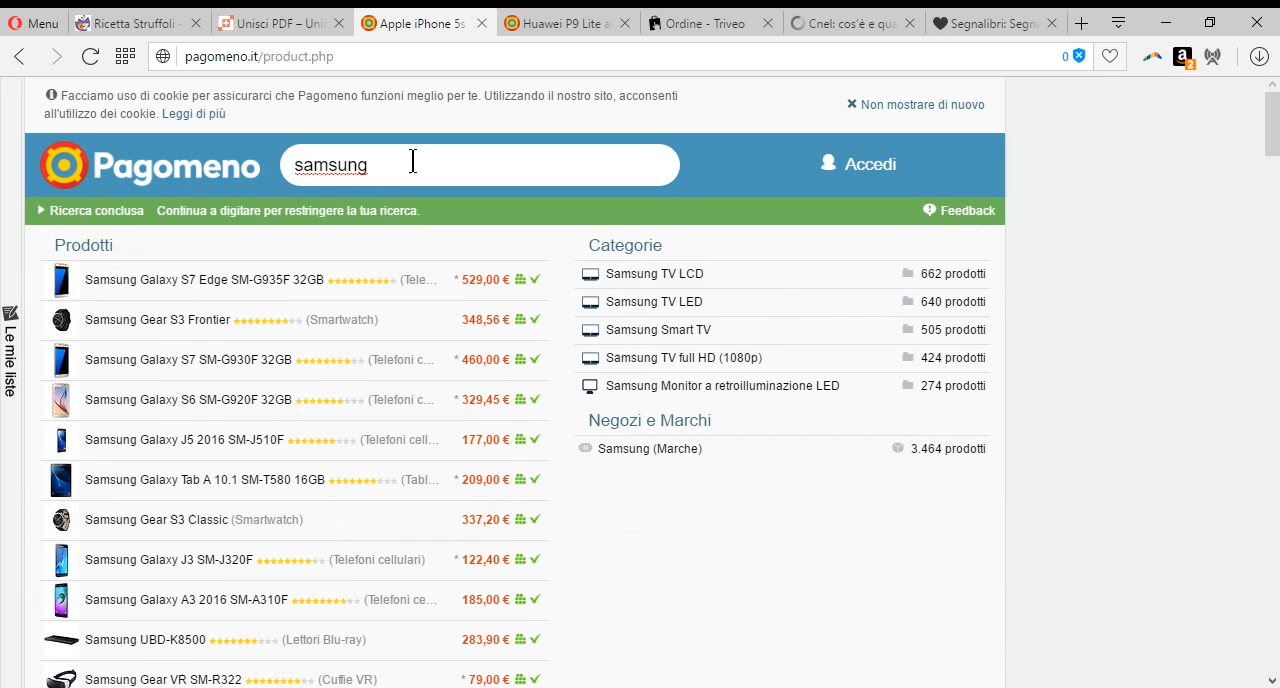 Menu Ricetta Struffoli - Unisci PDF – Uni Apple iPhone 5s Huawei P9 Lite a Ordine - Triveo Cnel: cos'è e qua Segnalibri: Segn
pagomeno.it/product.php 0 2
Facciamo uso di cookie per assicurarci che Pagomeno funzioni meglio per te. Utilizzando il nostro sito, acconsenti
all'utilizzo dei cookie. Leggi di più
Non mostrare di nuovo
Pagomeno samsung Accedi
Ricerca conclusa Continua a digitare per restringere la tua ricerca. Feedback
Le mie liste
Prodotti
Samsung Galaxy S7 Edge SM-G935F 32GB (Tele... * 529,00 €
Samsung Gear S3 Frontier (Smartwatch) 348,56 €
Samsung Galaxy S7 SM-G930F 32GB (Telefoni c... * 460,00 €
Samsung Galaxy S6 SM-G920F 32GB (Telefoni c... * 329,45 €
Samsung Galaxy J5 2016 SM-J510F (Telefoni cell... 177,00 €
Samsung Galaxy Tab A 10.1 SM-T580 16GB (Tabl... * 209,00 €
Samsung Gear S3 Classic (Smartwatch) 337,20 €
Samsung Galaxy J3 SM-J320F (Telefoni cellulari) * 122,40 €
Samsung Galaxy A3 2016 SM-A310F (Telefoni ce... 185,00 €
Samsung UBD-K8500 (Lettori Blu-ray) 283,90 €
Samsung Gear VR SM-R322 (Cuffie VR) * 79,00 €
Categorie
Samsung TV LCD 662 prodotti
Samsung TV LED 640 prodotti
Samsung Smart TV 505 prodotti
Samsung TV full HD (1080p) 424 prodotti
Samsung Monitor a retroilluminazione LED 274 prodotti
Negozi e Marchi
Samsung (Marche) 3.464 prodotti